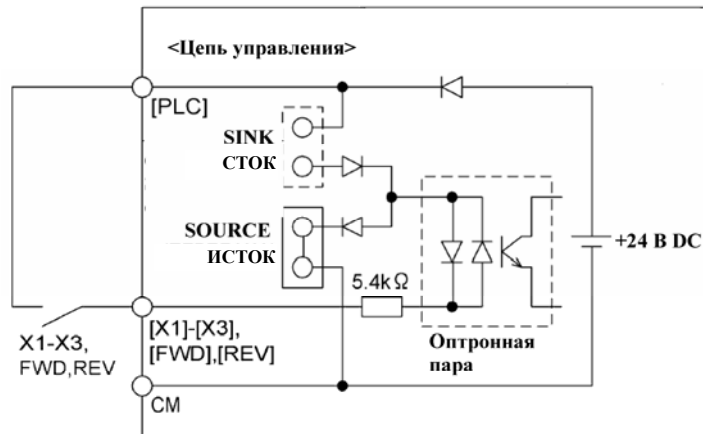 <Цепь управления>
[PLC]
SINK
СТОК
SOURCE
ИСТОК
+24 В DC
5.4kΩ
X1-X3,
FWD,REV
[X1]-[X3],
[FWD],[REV]
Оптронная
пара
CM